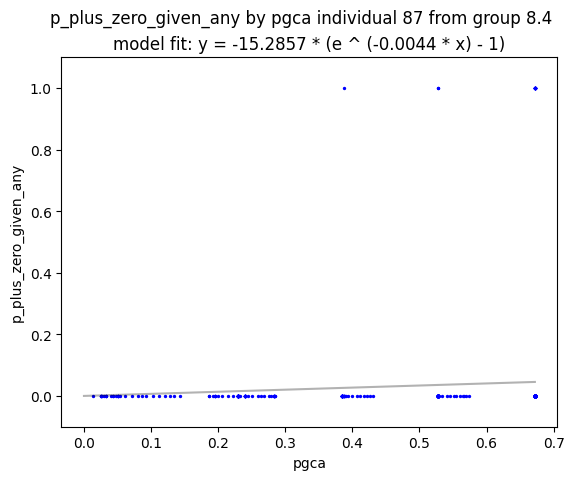 p_plus_zero_given_any by pgca individual 87 from group 8.4
model fit: y = -15.2857 * (e ^ (-0.0044 * x) - 1)
1.0
0.8
0.6
0.4
0.2
0.0
p_plus_zero_given_any
0.0 0.1 0.2 0.3 0.4 0.5 0.6 0.7
pgca